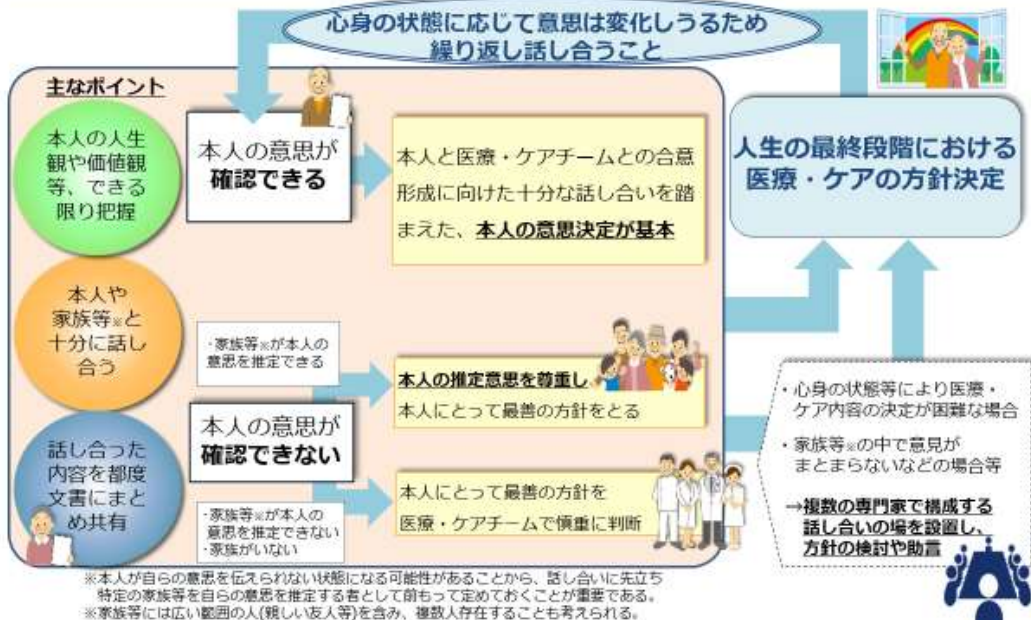 心身の状態に応じて意思は変化しうるため
繰り返し話し合うこと
主なポイント
本人の人生
観や価値観
等、できる
限り把握
本人や
家族等※と
十分に話し
合う
話し合った
内容を都度
文書にまと
め共有
本人の意思が
確認できる
本人と医療・ケアチームとの合意
形成に向けた十分な話し合いを踏
まえた、本人の意思決定が基本
・家族等※が本人の
意思を推定できる
本人の意思が
確認できない
・家族等※が本人の
意思を推定できない
・家族がいない
本人の推定意思を尊重し
本人にとって最善の方針をとる
本人にとって最善の方針を
医療・ケアチームで慎重に判断
人生の最終段階における
医療・ケアの方針決定
・心身の状態等により医療・
ケア内容の決定が困難な場合
・家族等※の中で意見が
まとまらないなどの場合等
→複数の専門家で構成する
話し合いの場を設置し、
方針の検討や助言
※本人が自らの意思を伝えられない状態になる可能性があることから、話し合いに先立ち
特定の家族等を自らの意思を推定する者として前もって定めておくことが重要である。
※家族等には広い範囲の人(親しい友人等)を含み、複数人存在することも考えられる。